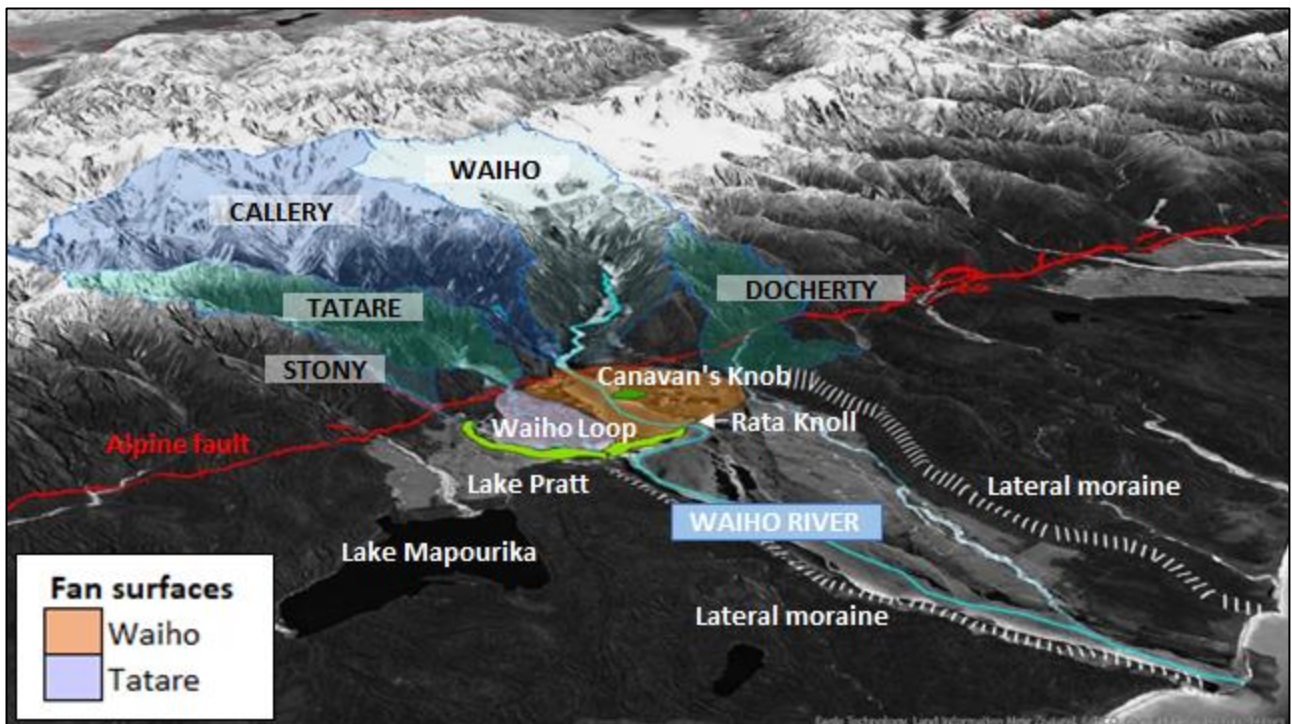 WAIHO
CALLERY
DOCHERTY
TATARE
STONY
Canavan's Knob
Waiho Loop
Rata Knoll
Alpine fault
Lake Pratt
Lateral moraine
WAIHO RIVER
Lake Mapourika
Lateral moraine
Fan surfaces
Waiho
Tatare